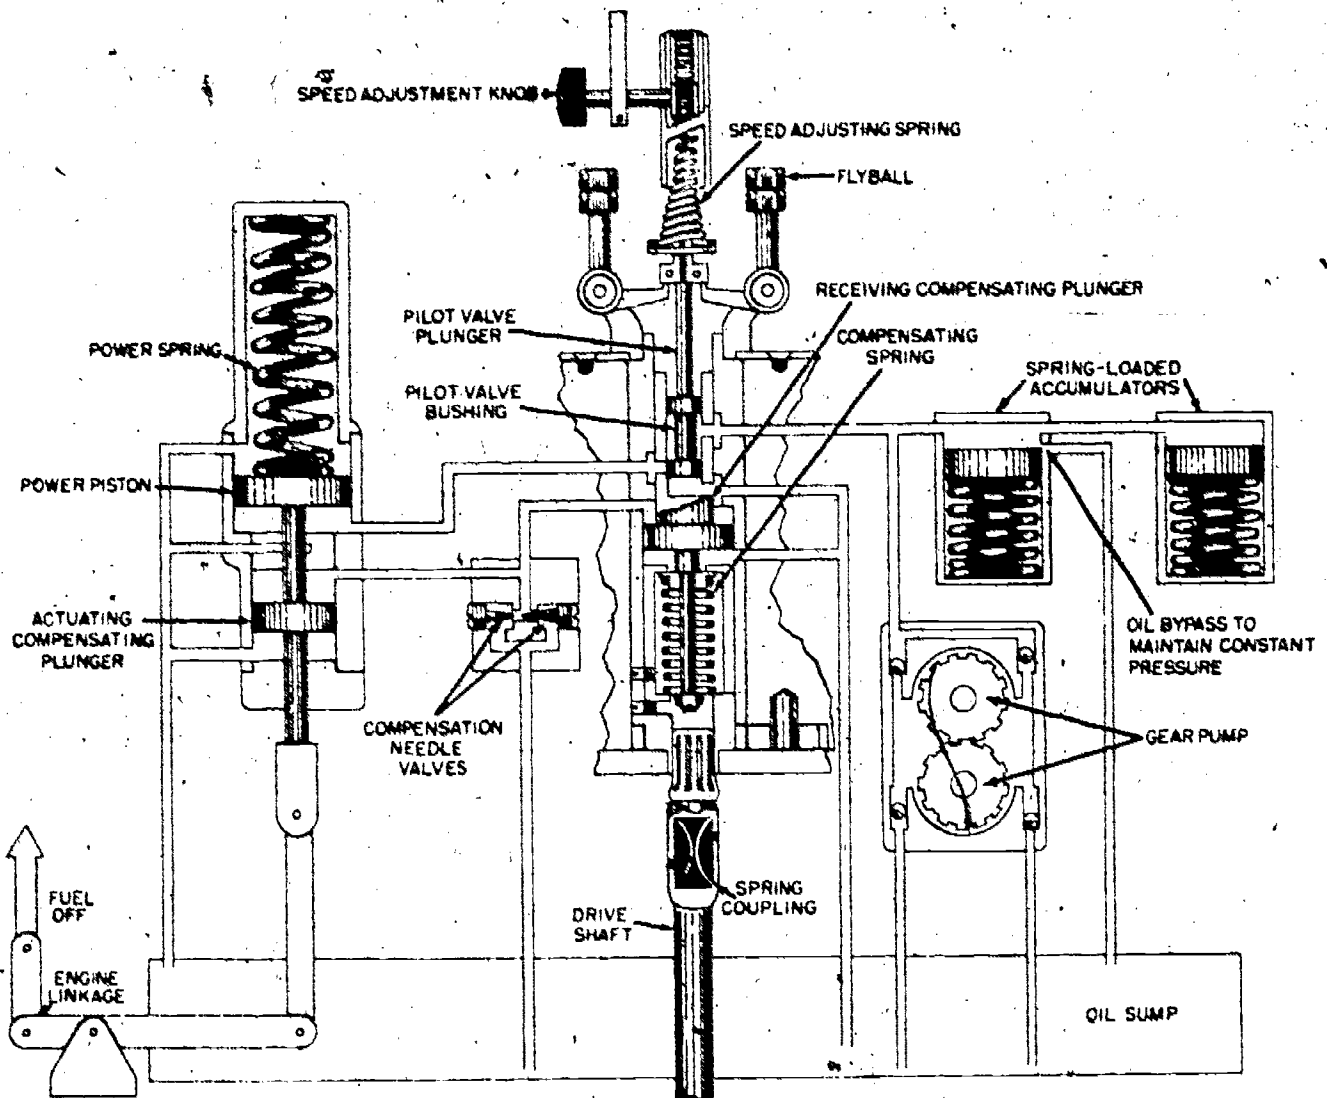 SPEED ADJUSTMENT KNOB
SPEED ADJUSTING SPRING
FLYBALL
RECEIVING COMPENSATING PLUNGER
PILOT VALVE
PLUNGER
COMPENSATING
SPRING
POWER SPRING
SPRING-LOADED
ACCUMULATORS
PILOT VALVE
BUSHING
POWER PISTON
ACTUATING
COMPENSATING
PLUNGER
OIL BYPASS TO
MAINTAIN CONSTANT
PRESSURE
COMPENSATION
NEEDLE
VALVES
GEAR PUMP
FUEL
OFF
SPRING
COUPLING
DRIVE
SHAFT
ENGINE
LINKAGE
OIL SUMP